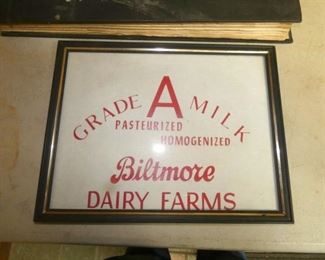 GRADE A MILK
PASTEURIZED
HOMOGENIZED
Biltmore
DAIRY FARMS